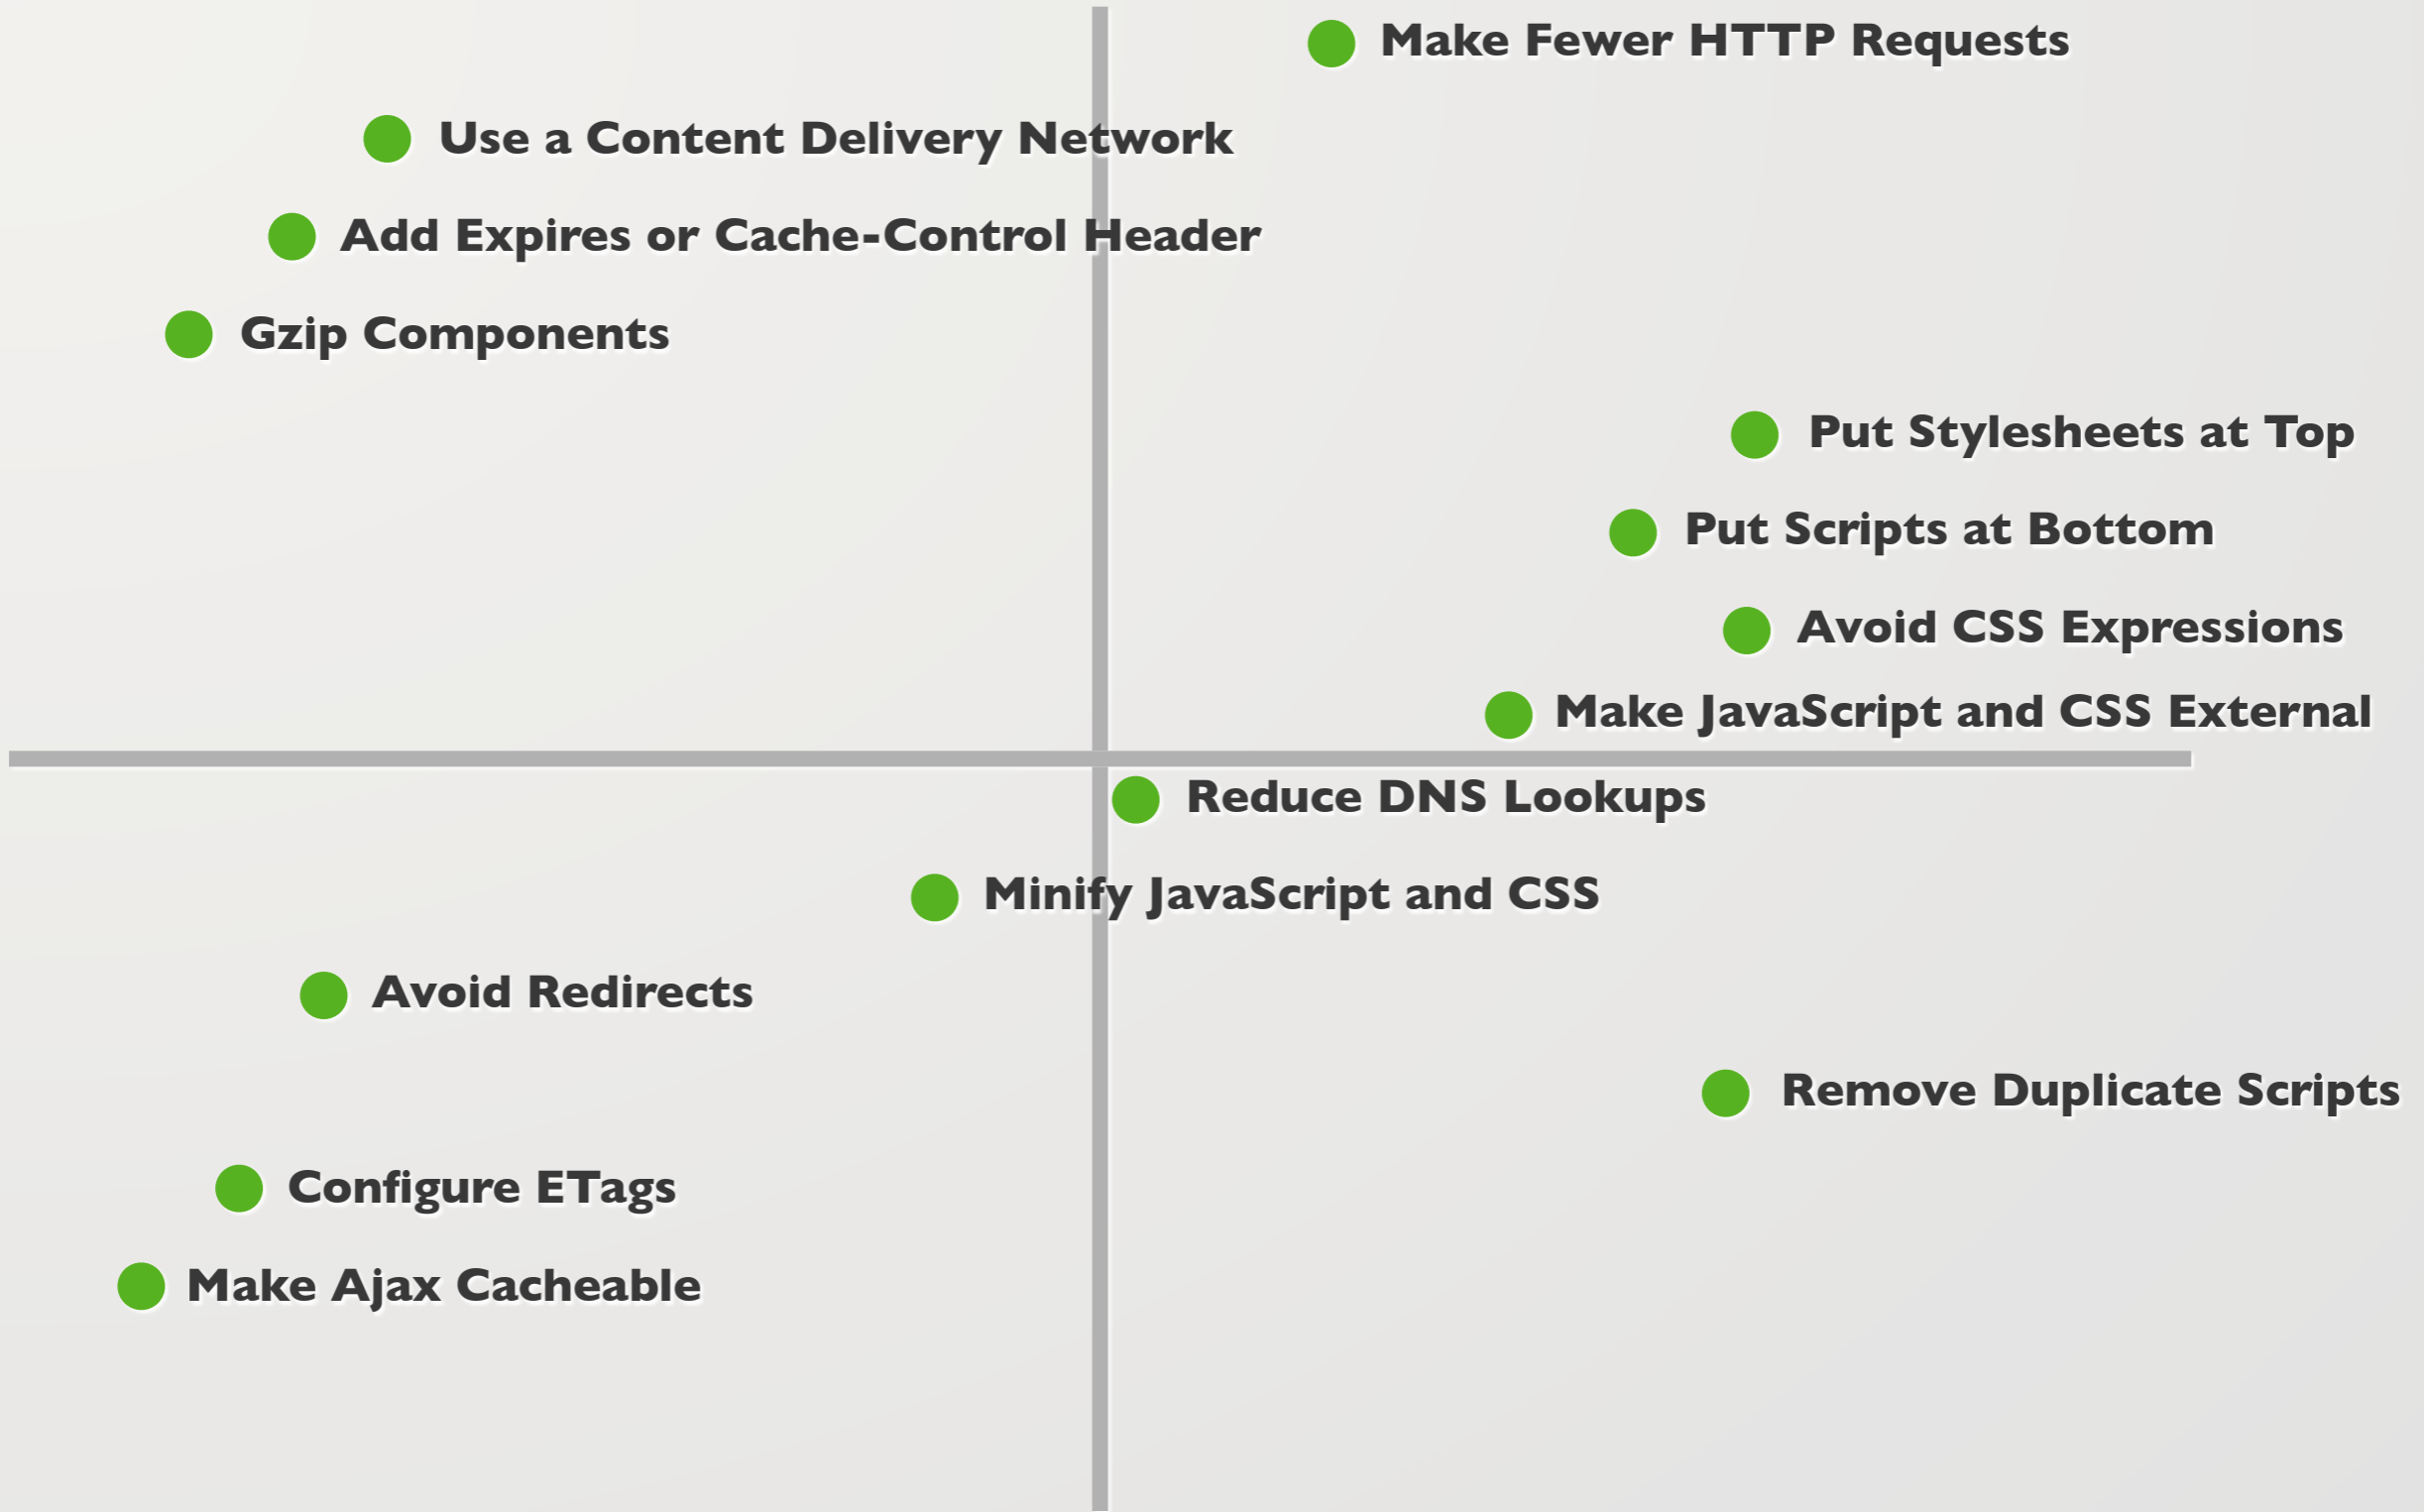 Make Fewer HTTP Requests
Use a Content Delivery Network
Add Expires or Cache-Control Header
Gzip Components
Put Stylesheets at Top
Put Scripts at Bottom
Avoid CSS Expressions
Make JavaScript and CSS External
Reduce DNS Lookups
Minify JavaScript and CSS
Avoid Redirects
Remove Duplicate Scripts
Configure ETags
Make Ajax Cacheable